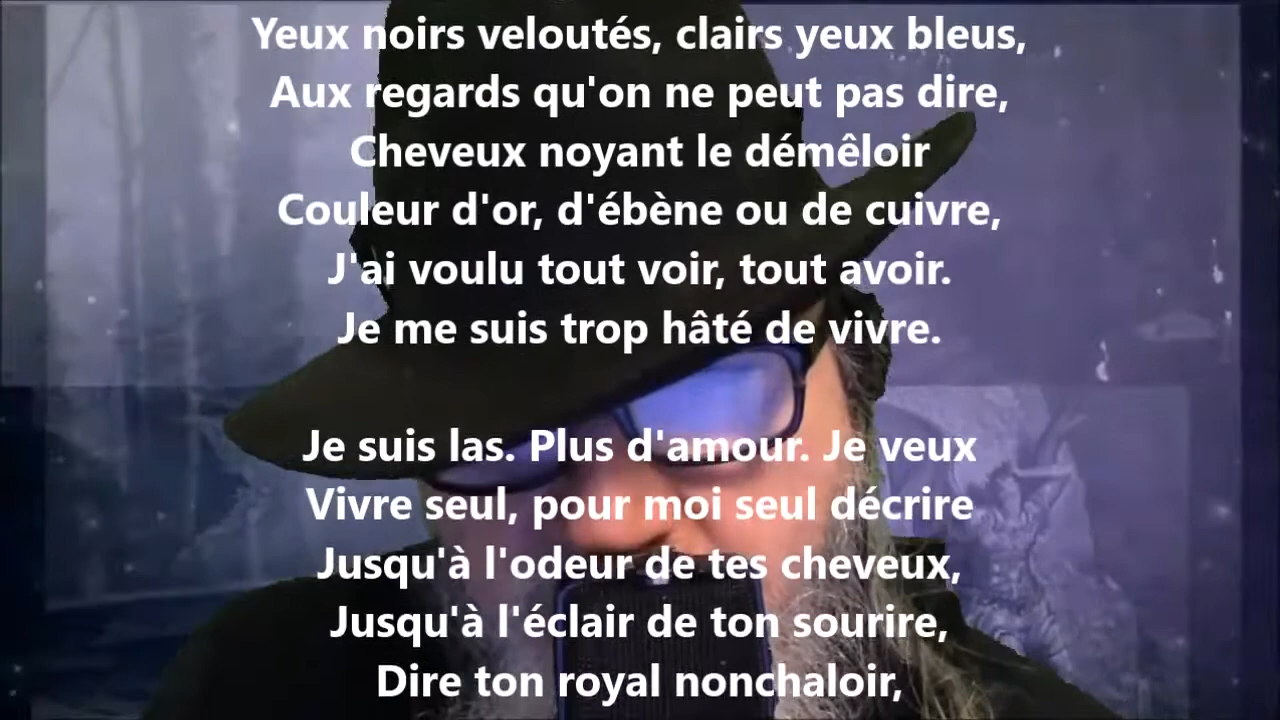 Yeux noirs veloutés, clairs yeux bleus,
Aux regards qu'on ne peut pas dire,
Cheveux noyant le démêloir
Couleur d'or, d'ébène ou de cuivre,
J'ai voulu tout voir, tout avoir.
Je me suis trop hâté de vivre.
Je suis las. Plus d'amour. Je veux
Vivre seul, pour moi seul décrire
Jusqu'à l'odeur de tes cheveux,
Jusqu'à l'éclair de ton sourire,
Dire ton royal nonchaloir,